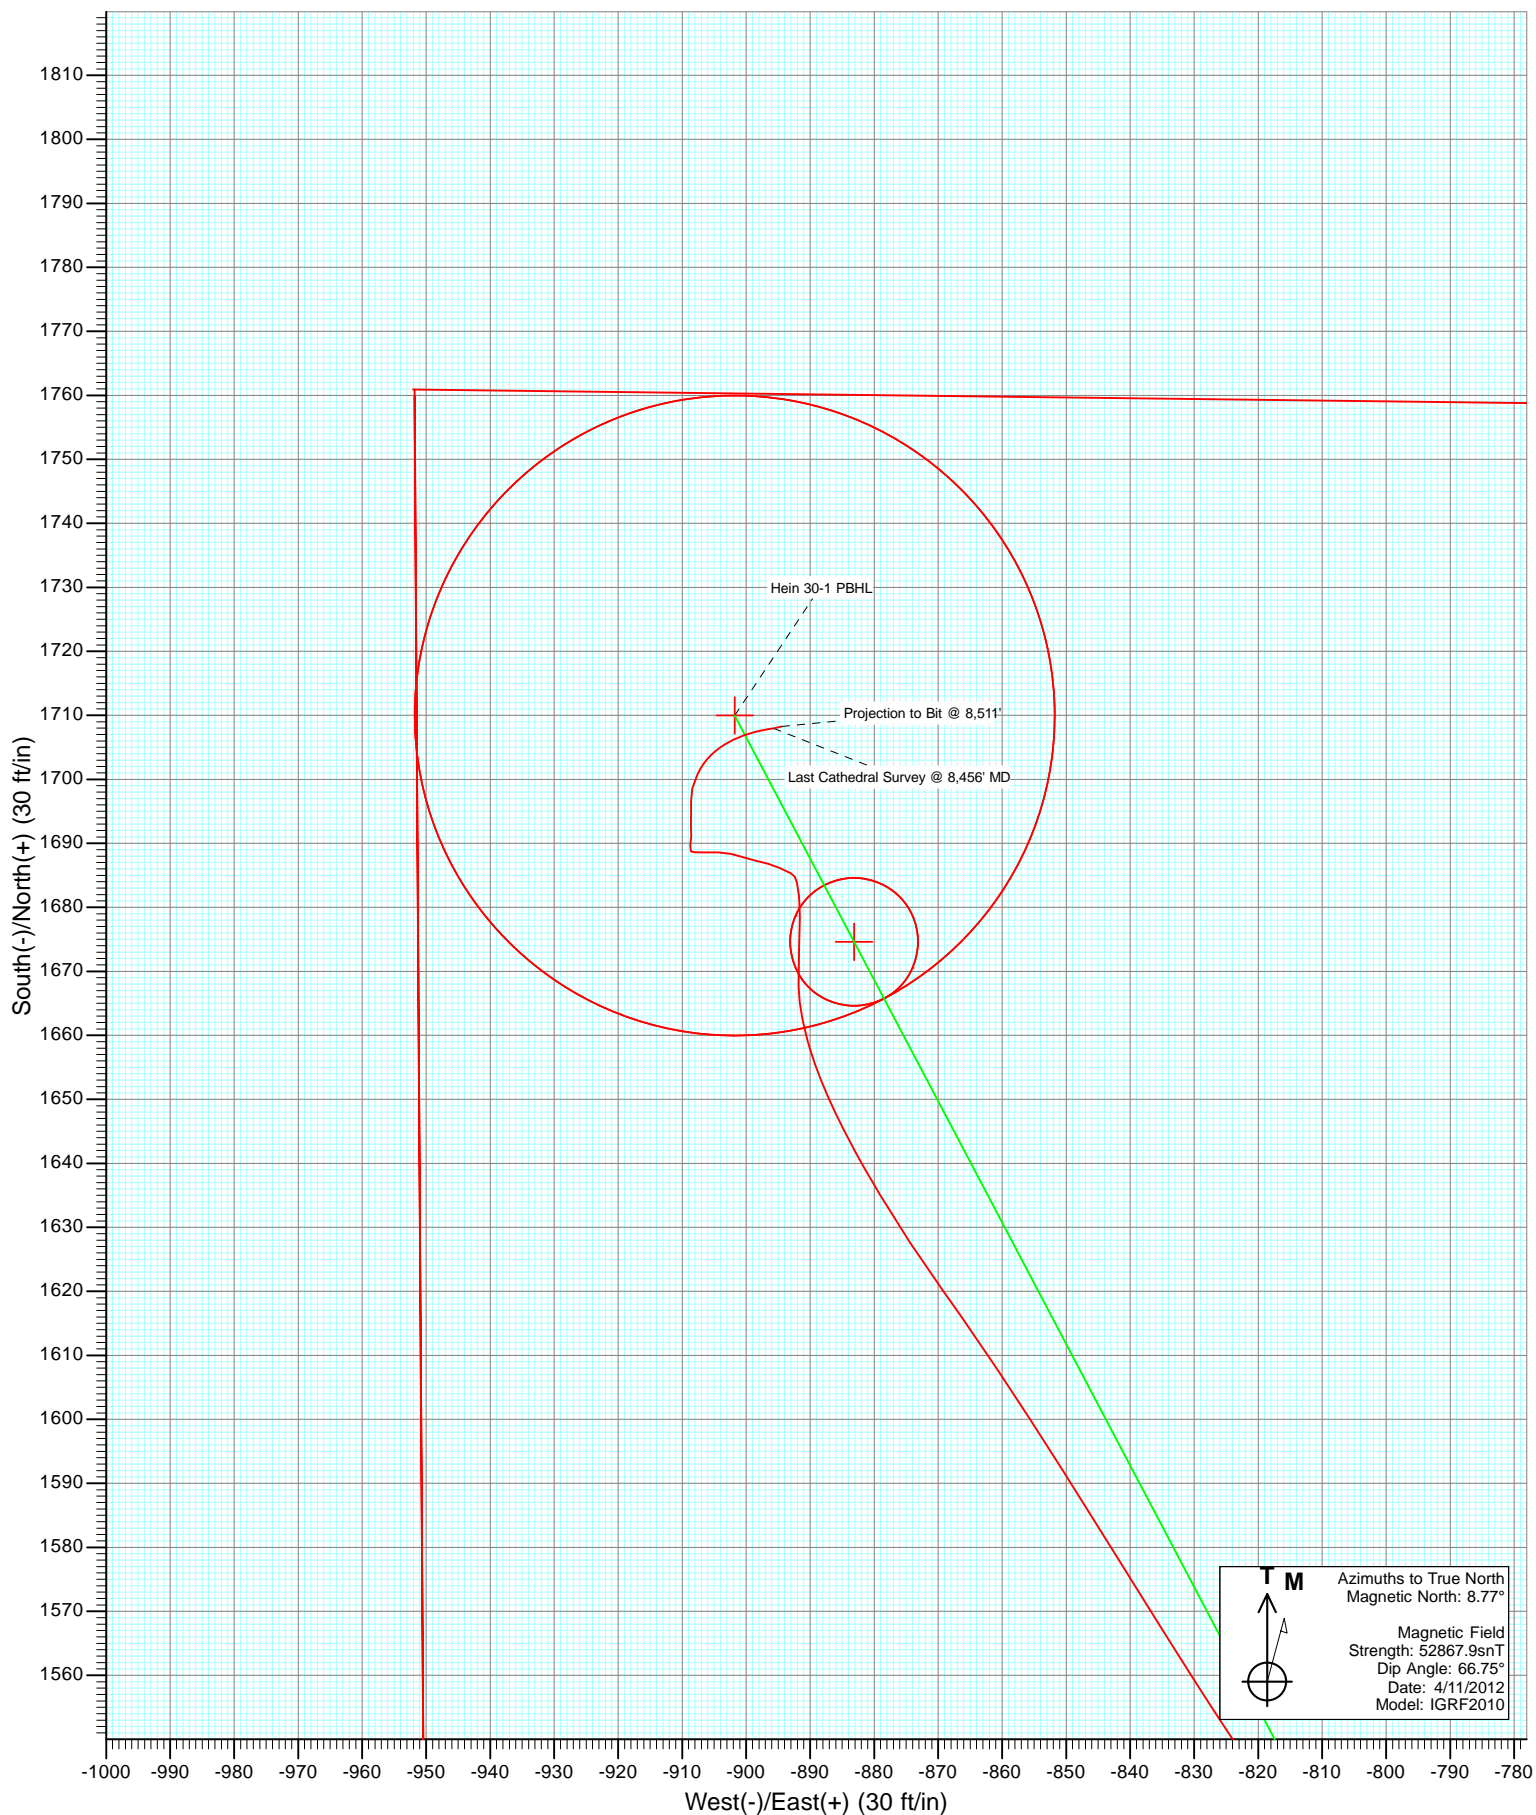 1810
1800
1790
1780
1770
1760
1750
1740
1730
1720
1710
1700
1690
1680
1670
1660
1650
1640
1630
1620
1610
1600
1590
1580
1570
1560
South(-)/North(+) (30 ft/in)
Hein 30-1 PBHL
Projection to Bit @ 8,511'
Last Cathedral Survey @ 8,456' MD
T M
Azimuths to True North
Magnetic North: 8.77°
Magnetic Field
Strength: 52867.9snT
Dip Angle: 66.75°
Date: 4/11/2012
Model: IGRF2010
-1000 -990 -980 -970 -960 -950 -940 -930 -920 -910 -900 -890 -880 -870 -860 -850 -840 -830 -820 -810 -800 -790 -780
West(-)/East(+) (30 ft/in)